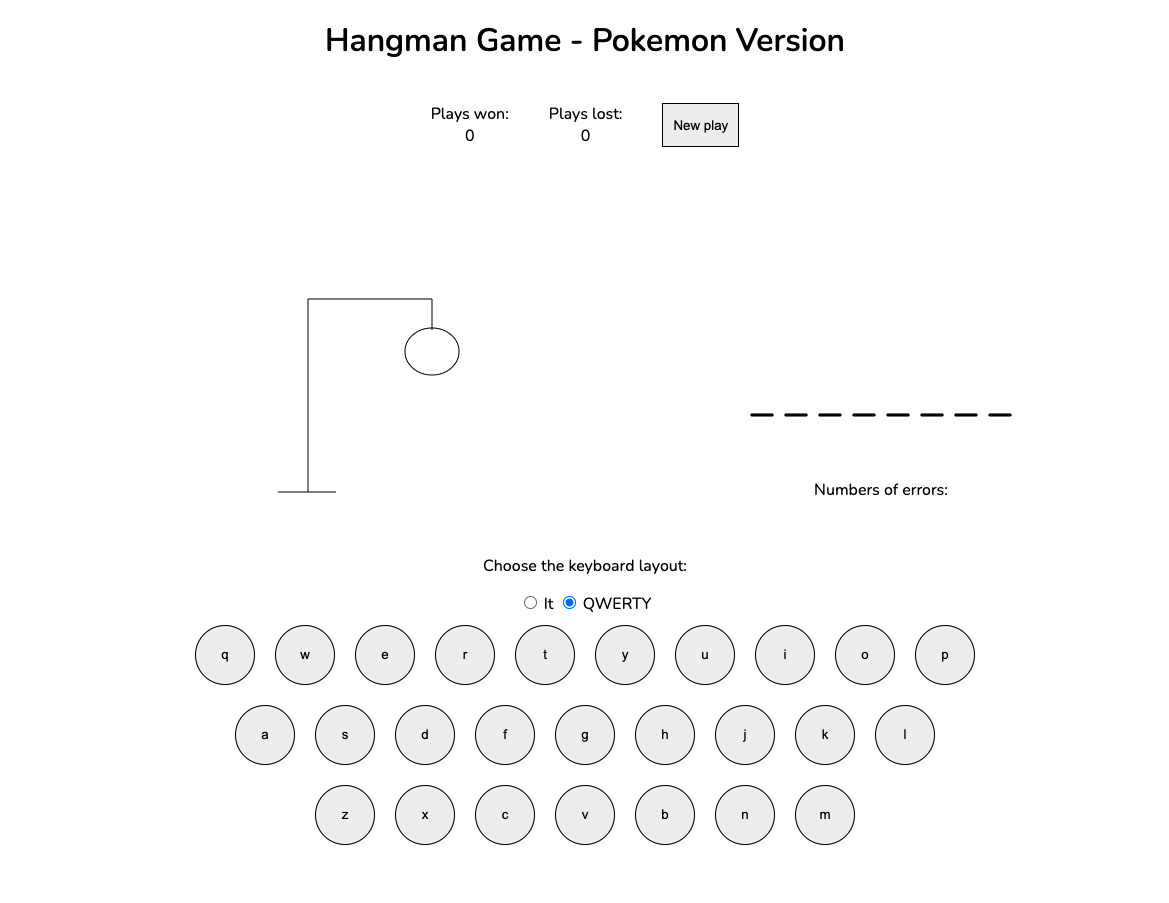 Hangman Game - Pokemon Version
Plays won:
0
Plays lost:
0
New play
Numbers of errors:
Choose the keyboard layout:
It QWERTY
q w e r t y u i o p
a s d f g h j k l
z x c v b n m